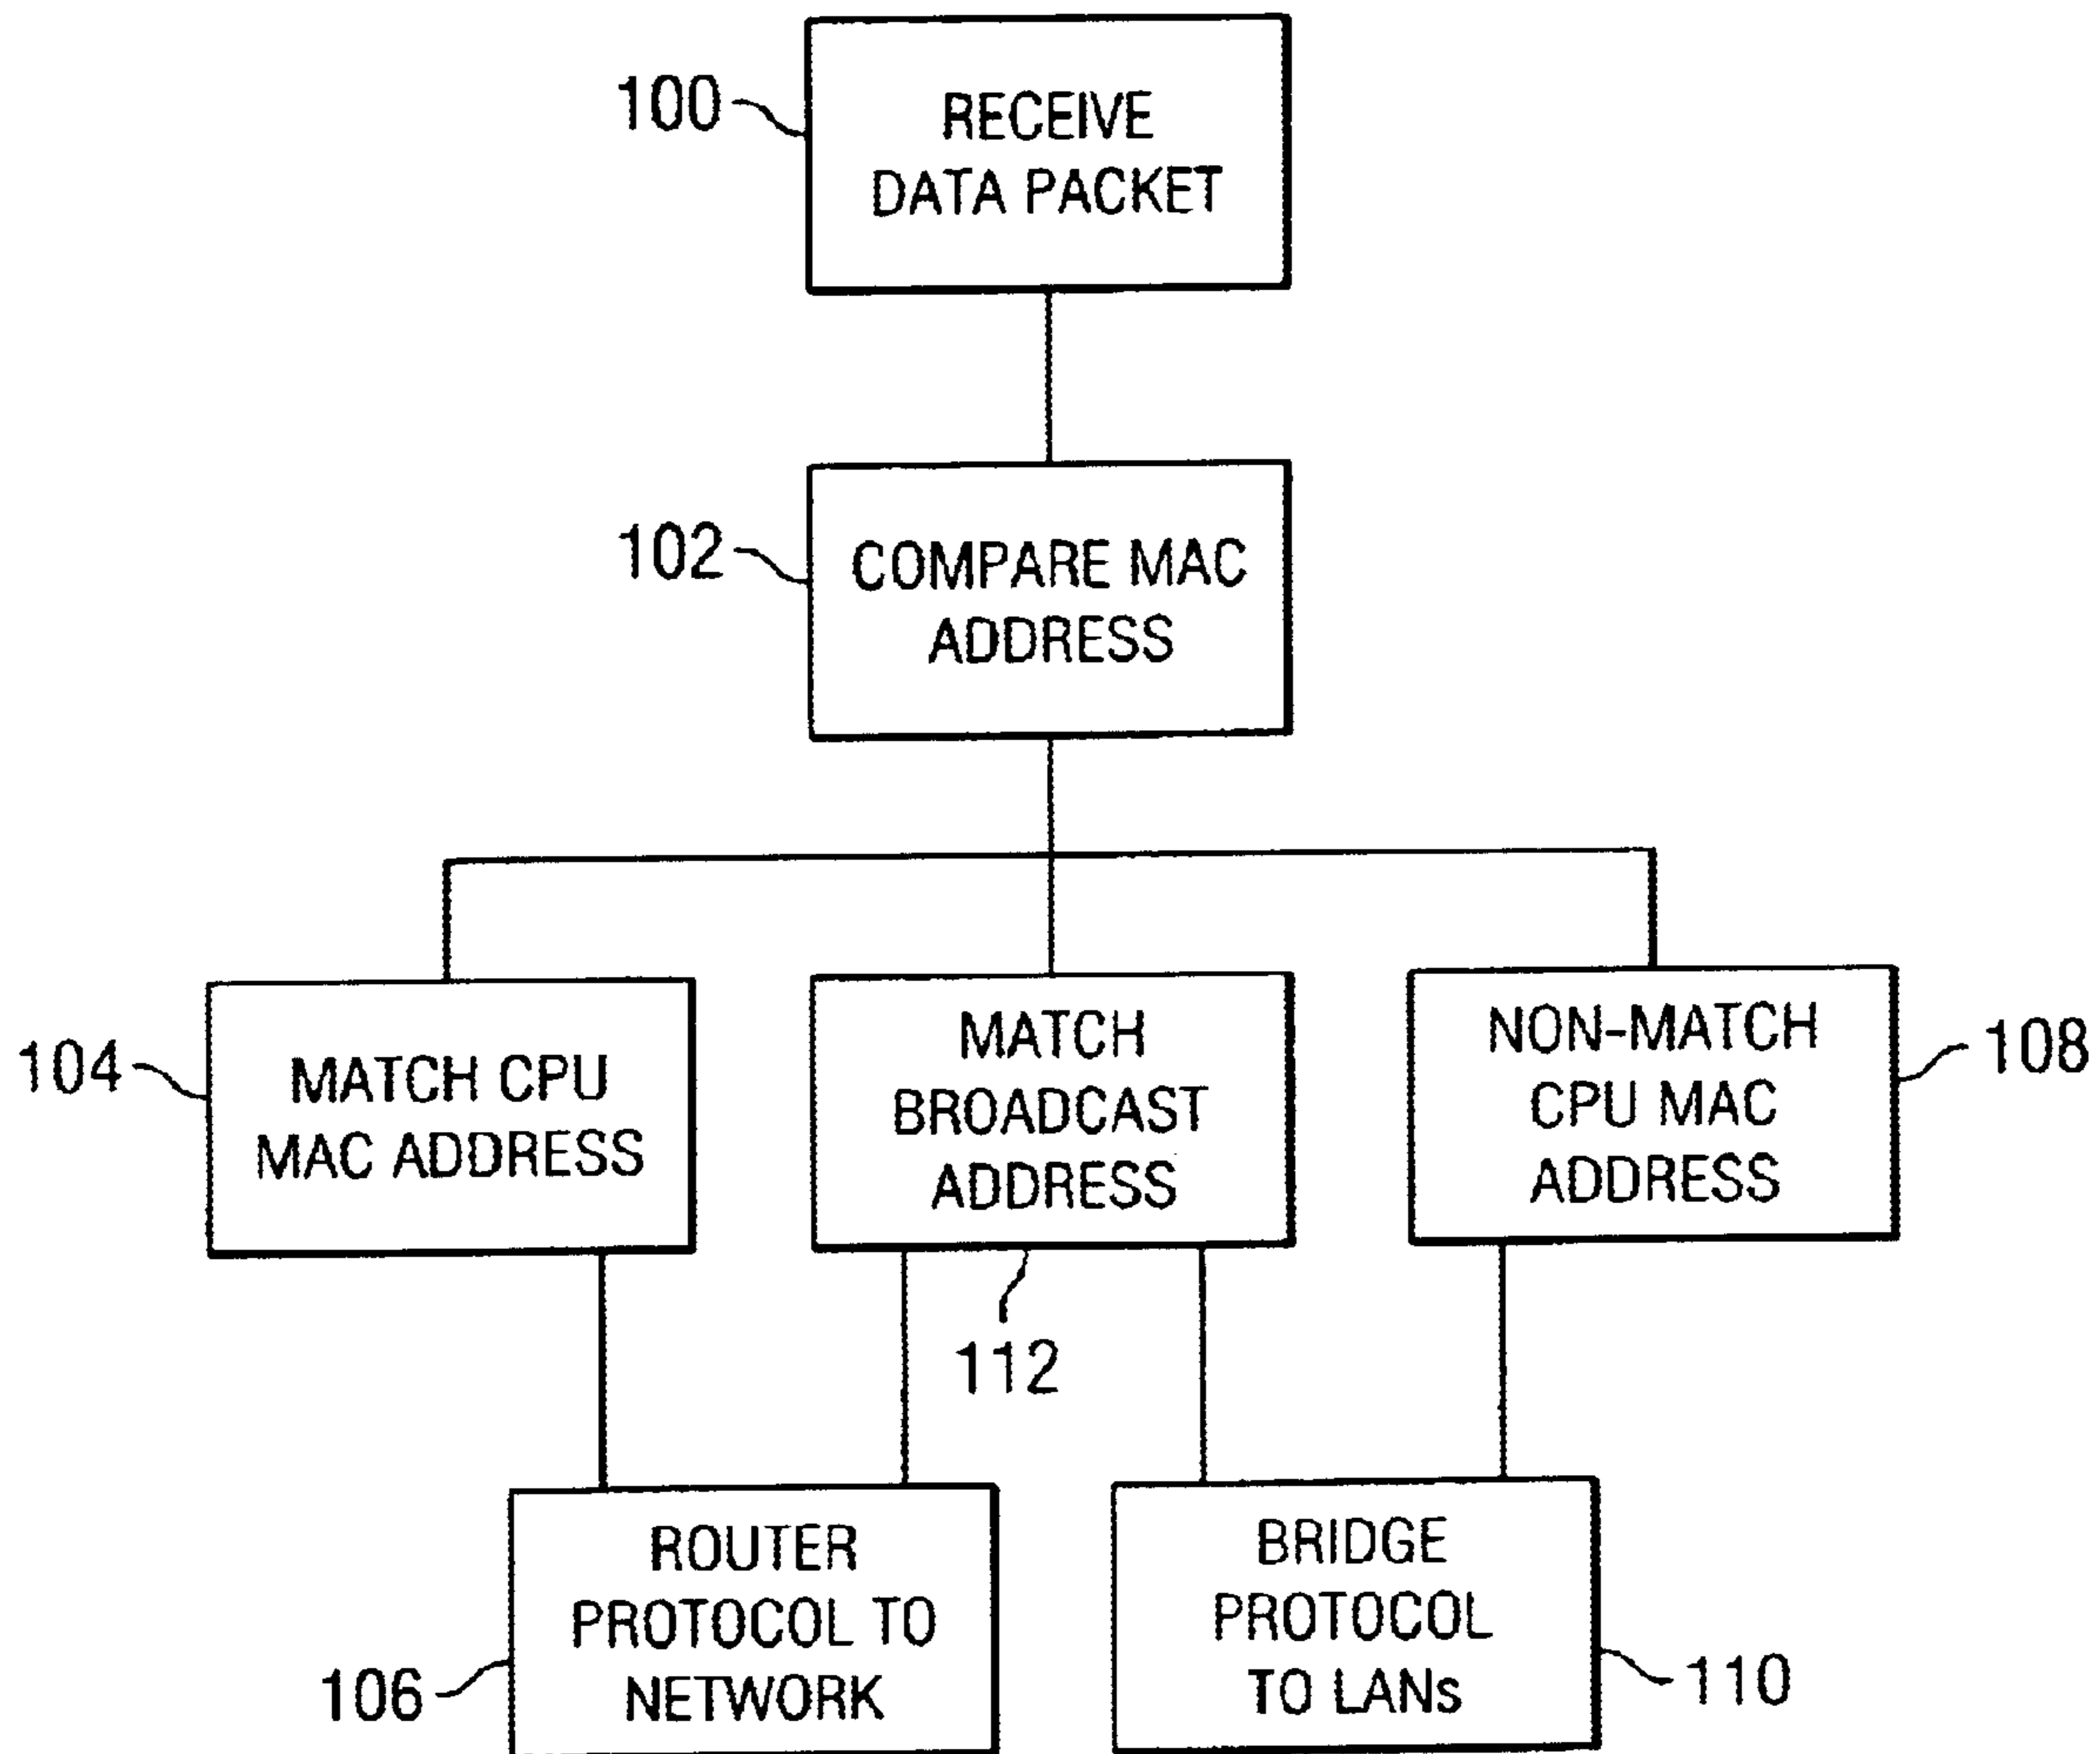 100
RECEIVE
DATA PACKET
102
COMPARE MAC
ADDRESS
104
MATCH CPU
MAC ADDRESS
MATCH
BROADCAST
ADDRESS
112
NON-MATCH
CPU MAC
ADDRESS
108
106
ROUTER
PROTOCOL TO
NETWORK
BRIDGE
PROTOCOL
TO LANs
110